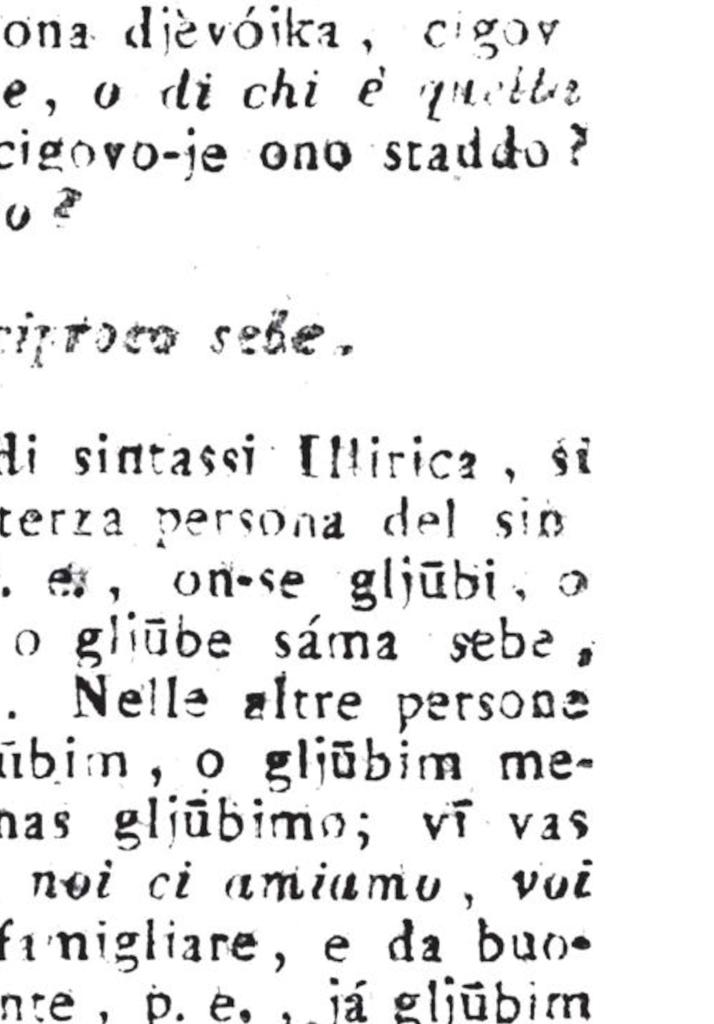 ona djèvóika, cigov
e, o di chi è quella
cigovo-je ono staddo?
o?
ciproco sebe.
di sintassi Illirica, si
terza persona del sin
. e., on-se gljūbi, o
o gljūbe sáma sebe,
. Nelle altre persone
ūbim, o gljūbim me-
nas gljūbimo; vī vas
noi ci amiamo, voi
famigliare, e da buo-
nte, p. e., já gljūbim